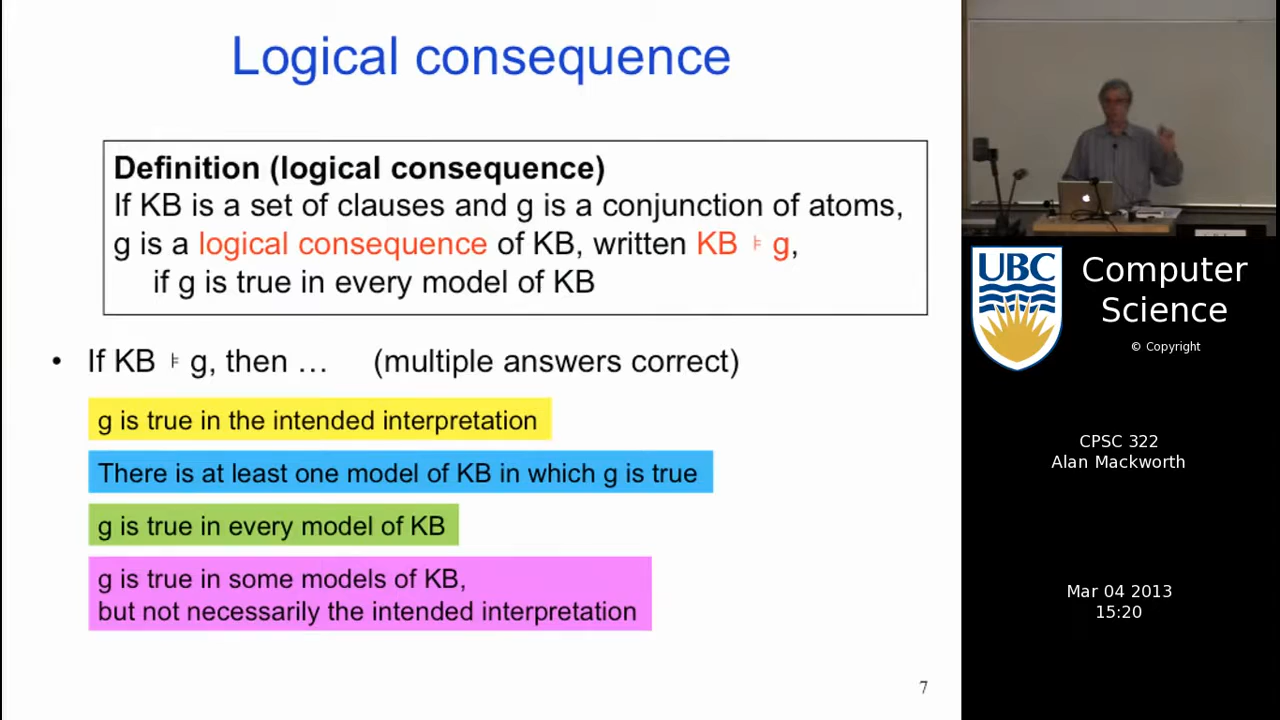 Logical consequence
Definition (logical consequence)
If KB is a set of clauses and g is a conjunction of atoms,
g is a logical consequence of KB, written KB ⊧ g,
if g is true in every model of KB
• If KB ⊧ g, then … (multiple answers correct)
g is true in the intended interpretation
There is at least one model of KB in which g is true
g is true in every model of KB
g is true in some models of KB,
but not necessarily the intended interpretation
7
UBC
Computer
Science
© Copyright
CPSC 322
Alan Mackworth
Mar 04 2013
15:20